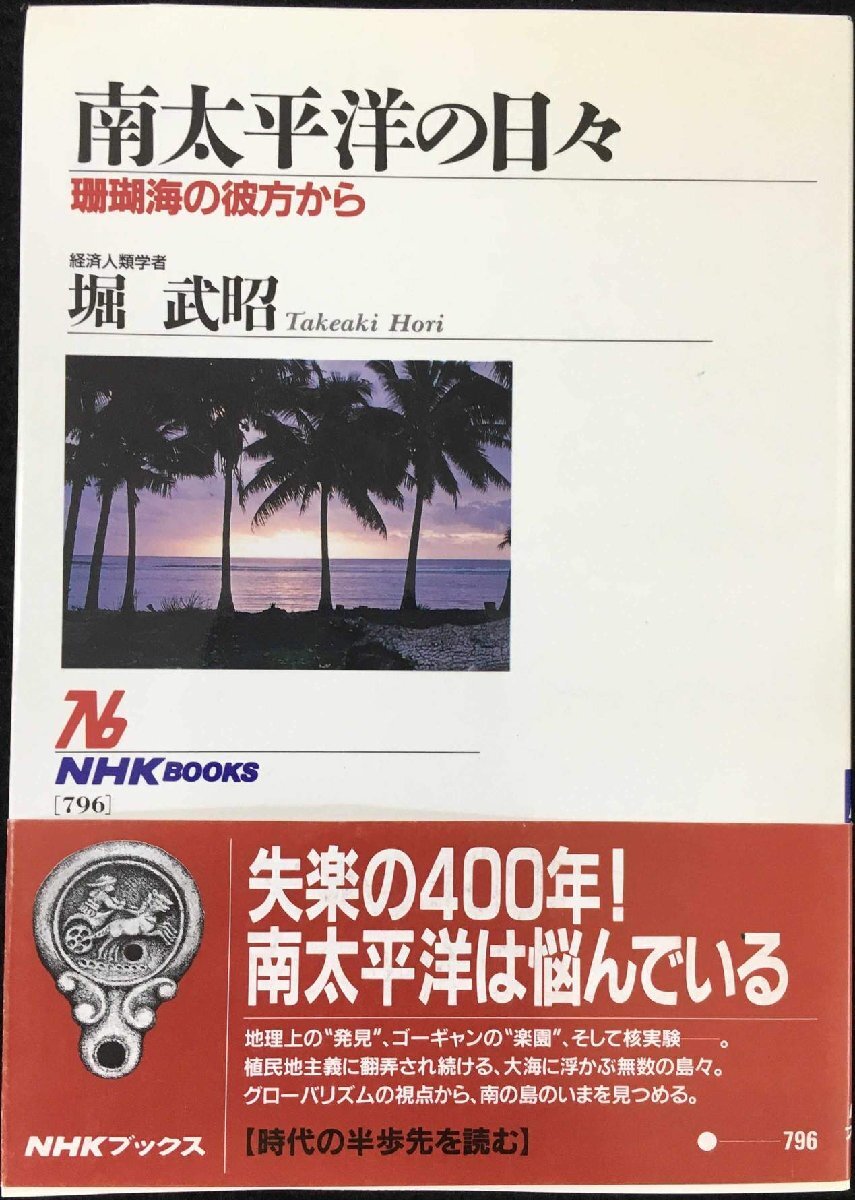 南太平洋の日々
珊瑚海の彼方から
経済人類学者
堀 武昭 Takeaki Hori
NHK BOOKS
[796]
失楽の400年!
南太平洋は悩んでいる
地理上の“発見”、ゴーギャンの“楽園”、そして核実験――。
植民地主義に翻弄され続ける、大海に浮かぶ無数の島々。
グローバリズムの視点から、南の島のいまを見つめる。
NHKブックス
【時代の半歩先を読む】
●――796